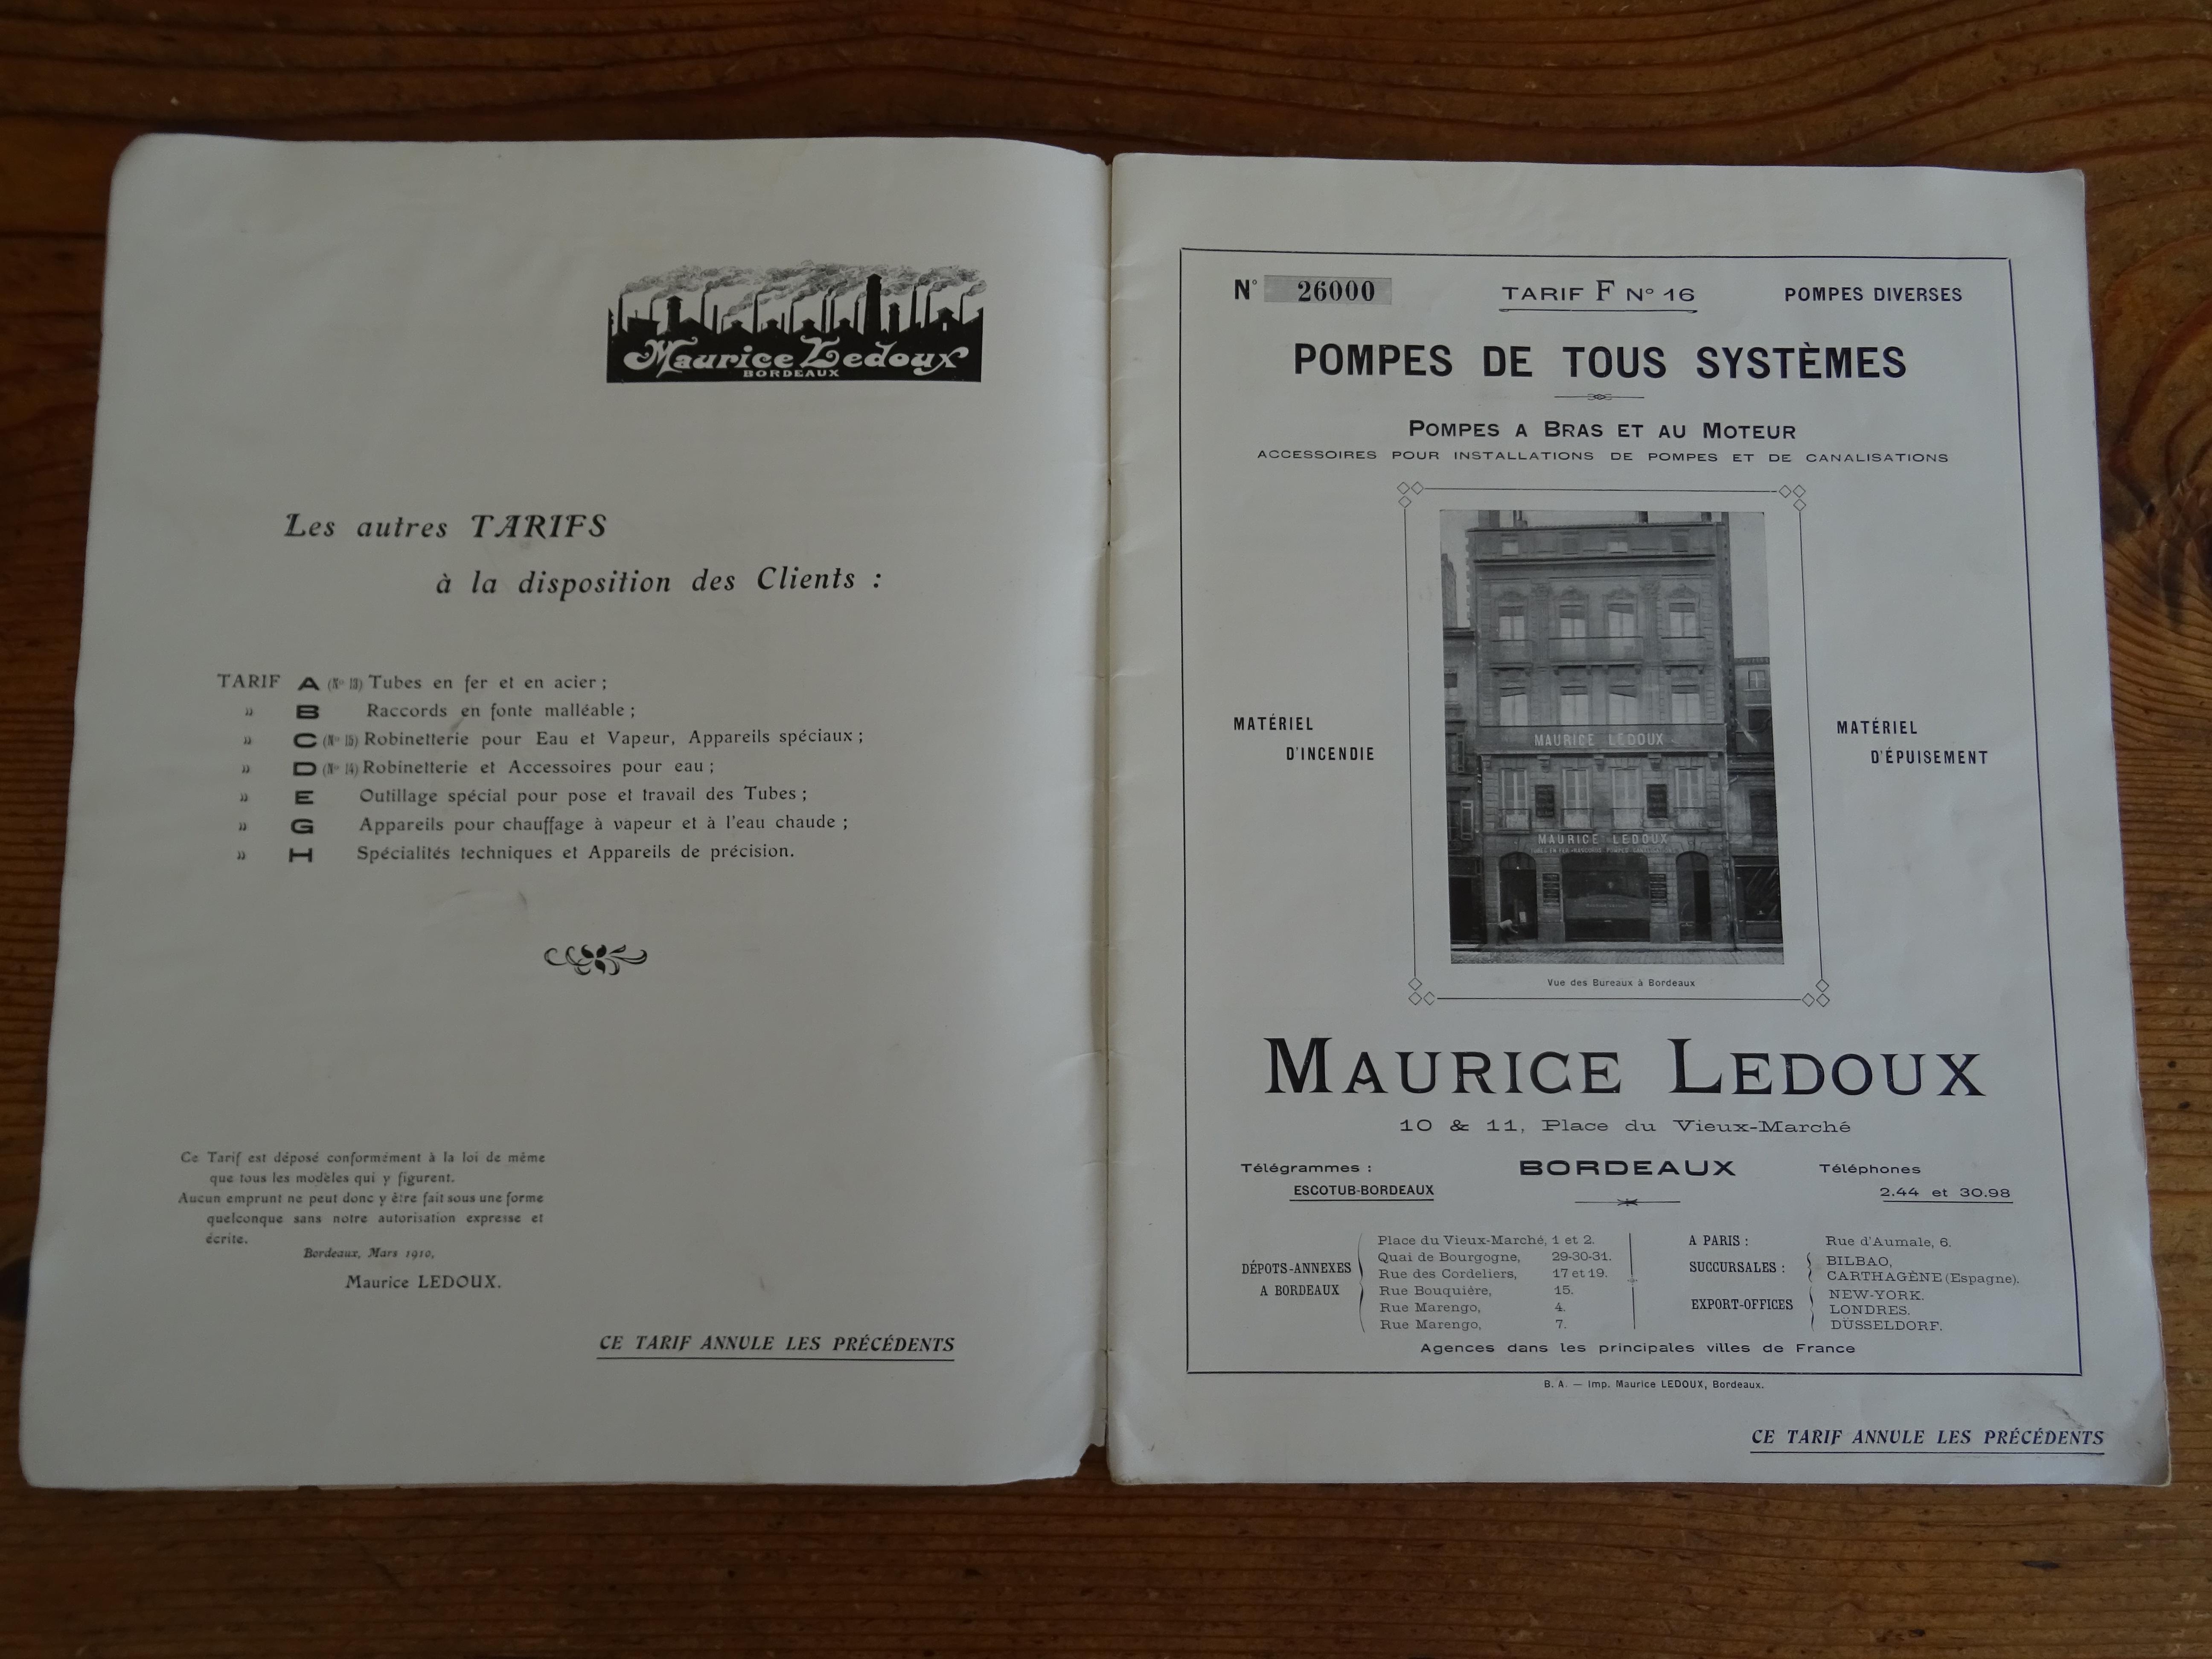 Maurice Ledoux
BORDEAUX
Les autres TARIFS
à la disposition des Clients :
TARIF A (Nº 13) Tubes en fer et en acier ;
» B Raccords en fonte malléable ;
» C (Nº 15) Robinetterie pour Eau et Vapeur, Appareils spéciaux ;
» D (Nº 14) Robinetterie et Accessoires pour eau ;
» E Outillage spécial pour pose et travail des Tubes ;
» G Appareils pour chauffage à vapeur et à l'eau chaude ;
» H Spécialités techniques et Appareils de précision.
Ce Tarif est déposé conformément à la loi de même
que tous les modèles qui y figurent.
Aucun emprunt ne peut donc y être fait sous une forme
quelconque sans notre autorisation expresse et
écrite.
Bordeaux, Mars 1910,
Maurice LEDOUX.
CE TARIF ANNULE LES PRÉCÉDENTS
Nº 26000 TARIF F Nº 16 POMPES DIVERSES
POMPES DE TOUS SYSTÈMES
POMPES A BRAS ET AU MOTEUR
ACCESSOIRES POUR INSTALLATIONS DE POMPES ET DE CANALISATIONS
MATÉRIEL
D'INCENDIE
MAURICE LEDOUX
MAURICE LEDOUX
MATÉRIEL
D'ÉPUISEMENT
Vue des Bureaux à Bordeaux
MAURICE LEDOUX
10 & 11, Place du Vieux-Marché
Télégrammes : BORDEAUX Téléphones
ESCOTUB-BORDEAUX 2.44 et 30.98
DÉPOTS-ANNEXES
A BORDEAUX
Place du Vieux-Marché, 1 et 2.
Quai de Bourgogne, 29-30-31.
Rue des Cordeliers, 17 et 19.
Rue Bouquière, 15.
Rue Marengo, 4.
Rue Marengo, 7.
A PARIS : Rue d'Aumale, 6.
SUCCURSALES : BILBAO,
CARTHAGÈNE (Espagne).
EXPORT-OFFICES NEW-YORK.
LONDRES.
DÜSSELDORF.
Agences dans les principales villes de France
B. A. — Imp. Maurice LEDOUX, Bordeaux.
CE TARIF ANNULE LES PRÉCÉDENTS